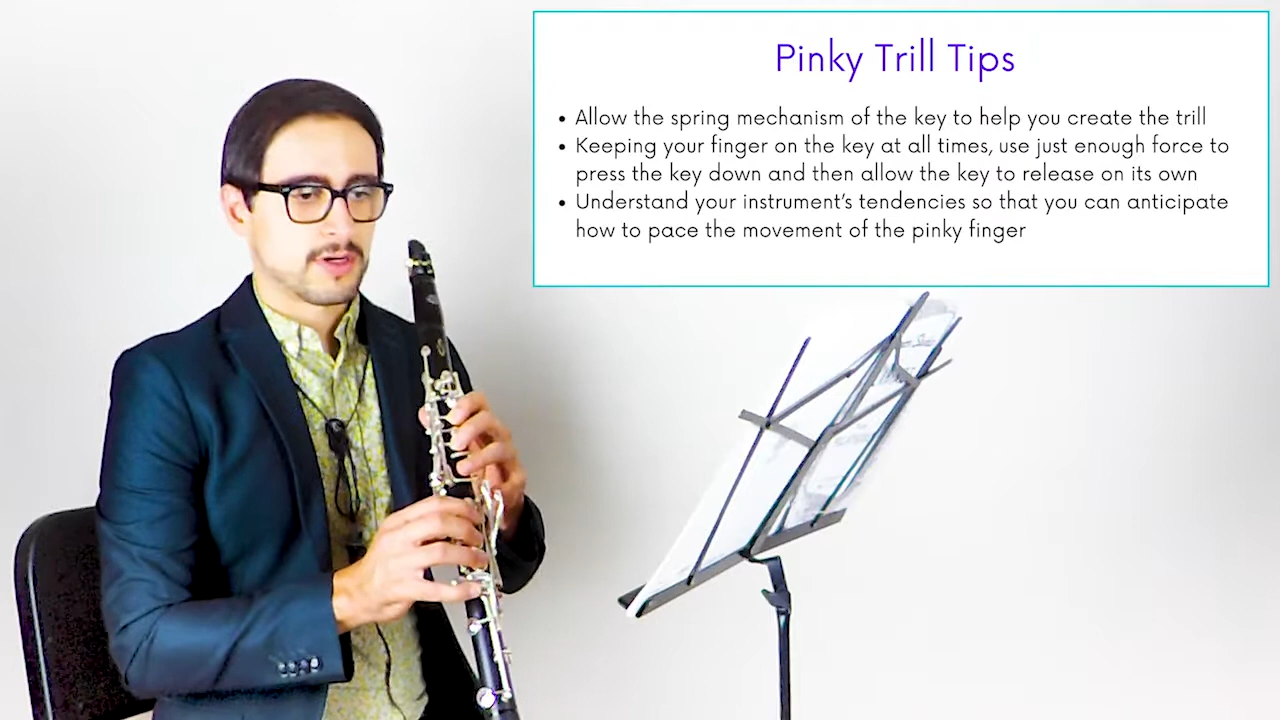 Pinky Trill Tips
• Allow the spring mechanism of the key to help you create the trill
• Keeping your finger on the key at all times, use just enough force to
press the key down and then allow the key to release on its own
• Understand your instrument's tendencies so that you can anticipate
how to pace the movement of the pinky finger